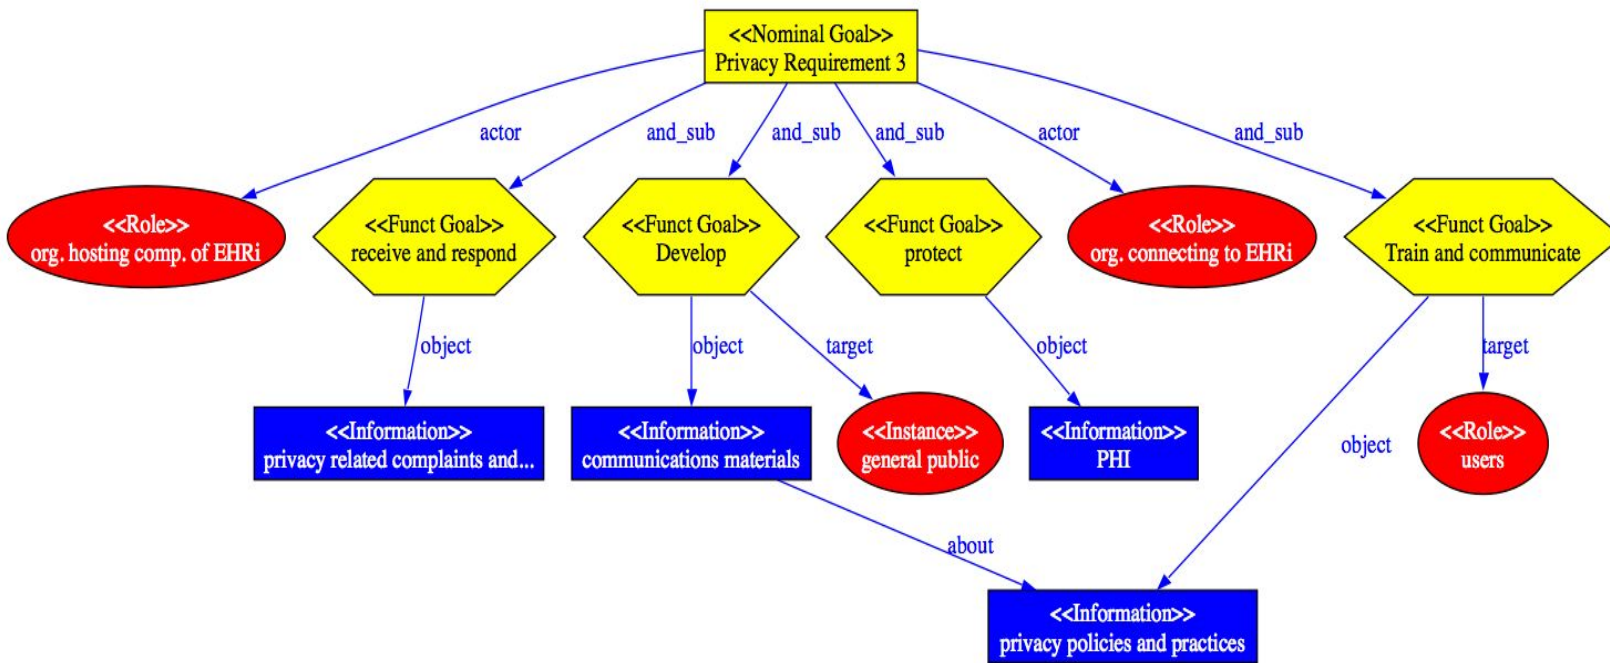 <<Nominal Goal>>
Privacy Requirement 3
actor
and_sub
and_sub
and_sub
actor
and_sub
<<Role>>
org. hosting comp. of EHRi
<<Funct Goal>>
receive and respond
<<Funct Goal>>
Develop
<<Funct Goal>>
protect
<<Role>>
org. connecting to EHRi
<<Funct Goal>>
Train and communicate
object
object
target
object
target
<<Information>>
privacy related complaints and...
<<Information>>
communications materials
<<Instance>>
general public
<<Information>>
PHI
object
<<Role>>
users
about
<<Information>>
privacy policies and practices